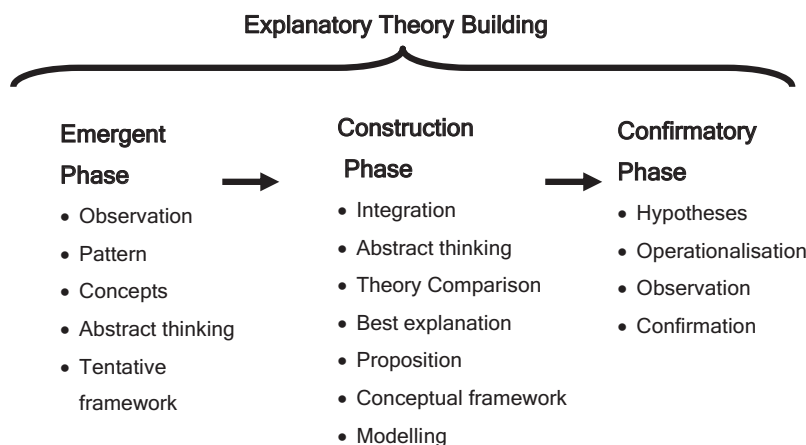 Explanatory Theory Building
Emergent
Phase
• Observation
• Pattern
• Concepts
• Abstract thinking
• Tentative
framework
Construction
Phase
• Integration
• Abstract thinking
• Theory Comparison
• Best explanation
• Proposition
• Conceptual framework
• Modelling
Confirmatory
Phase
• Hypotheses
• Operationalisation
• Observation
• Confirmation